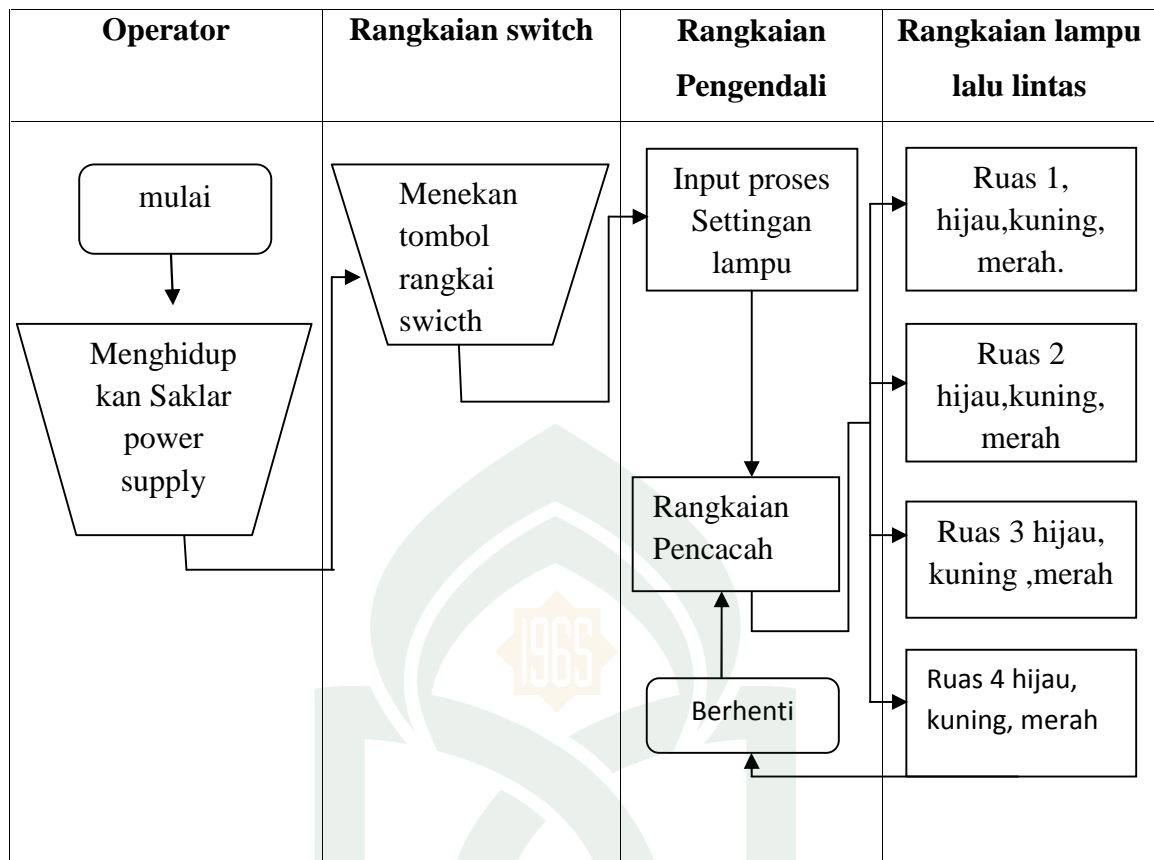 Operator
Rangkaian switch
Rangkaian
Pengendali
Rangkaian lampu
lalu lintas
mulai
Menghidup
kan Saklar
power
supply
Menekan
tombol
rangkai
swicth
Input proses
Settingan
lampu
Rangkaian
Pencacah
Berhenti
Ruas 1,
hijau,kuning,
merah.
Ruas 2
hijau,kuning,
merah
Ruas 3 hijau,
kuning ,merah
Ruas 4 hijau,
kuning, merah
1965